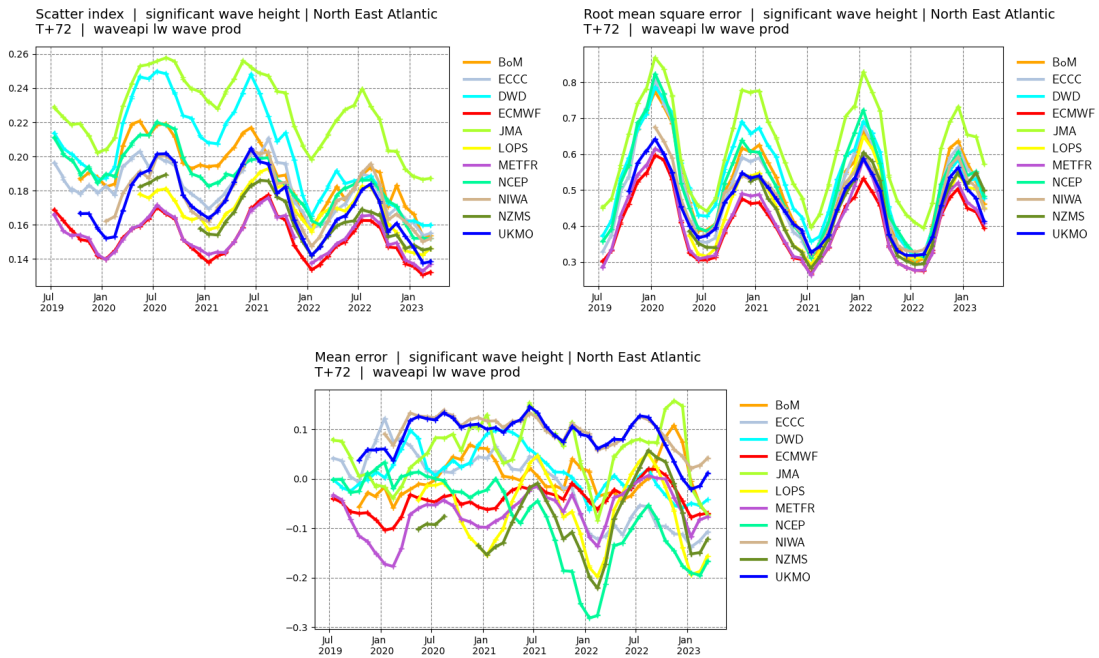 Scatter index | significant wave height | North East Atlantic
T+72 | waveapi lw wave prod
0.26
0.24
0.22
0.20
0.18
0.16
0.14
Jul 2019
Jan 2020
Jul 2020
Jan 2021
Jul 2021
Jan 2022
Jul 2022
Jan 2023
BoM
ECCC
DWD
ECMWF
JMA
LOPS
METFR
NCEP
NIWA
NZMS
UKMO
Root mean square error | significant wave height | North East Atlantic
T+72 | waveapi lw wave prod
0.8
0.7
0.6
0.5
0.4
0.3
Jul 2019
Jan 2020
Jul 2020
Jan 2021
Jul 2021
Jan 2022
Jul 2022
Jan 2023
BoM
ECCC
DWD
ECMWF
JMA
LOPS
METFR
NCEP
NIWA
NZMS
UKMO
Mean error | significant wave height | North East Atlantic
T+72 | waveapi lw wave prod
0.1
0.0
−0.1
−0.2
−0.3
Jul 2019
Jan 2020
Jul 2020
Jan 2021
Jul 2021
Jan 2022
Jul 2022
Jan 2023
BoM
ECCC
DWD
ECMWF
JMA
LOPS
METFR
NCEP
NIWA
NZMS
UKMO